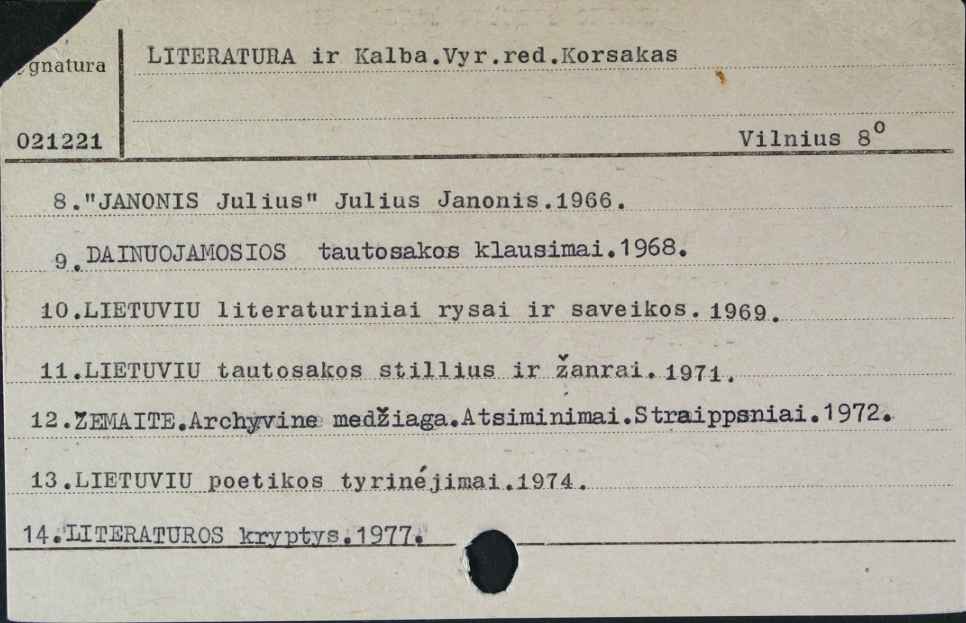 LITERATURA ir Kalba.Vyr.red.Korsakas
ygnatura
021221
Vilnius 8⁰
8."JANONIS Julius" Julius Janonis.1966.
9.DAINUOJAMOSIOS tautosakos klausimai.1968.
10.LIETUVIU literaturiniai rysai ir saveikos.1969.
11.LIETUVIU tautosakos stillius ir žanrai.1971.
12.ŽEMAITE.Archyvine medžiaga.Atsiminimai.Straippsniai.1972.
13.LIETUVIU poetikos tyrinéjimai.1974.
14.LITERATUROS kryptys.1977.